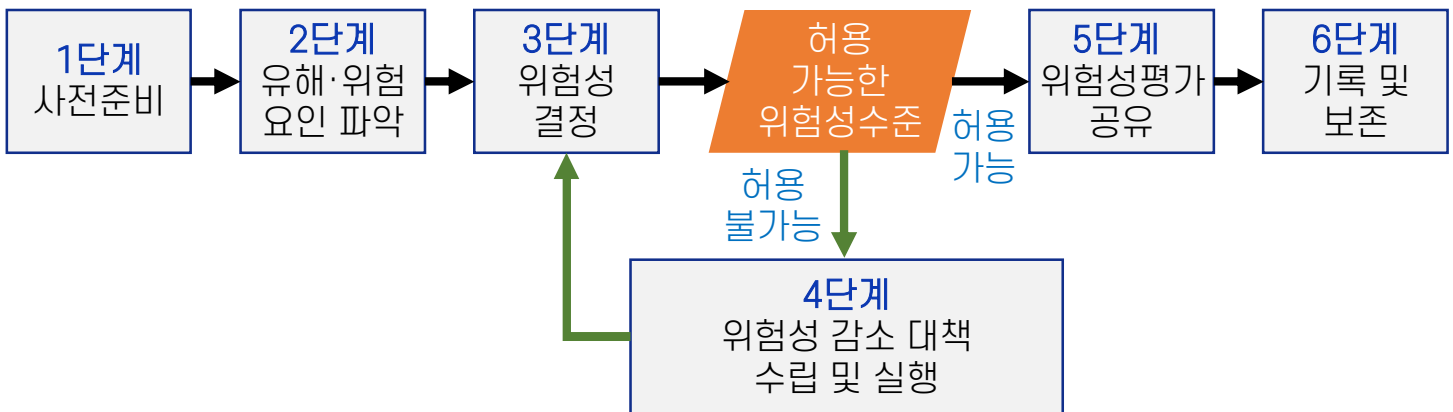 1단계
사전준비
2단계
유해·위험
요인 파악
3단계
위험성
결정
허용
가능한
위험성수준
허용
가능
허용
불가능
4단계
위험성 감소 대책
수립 및 실행
5단계
위험성평가
공유
6단계
기록 및
보존